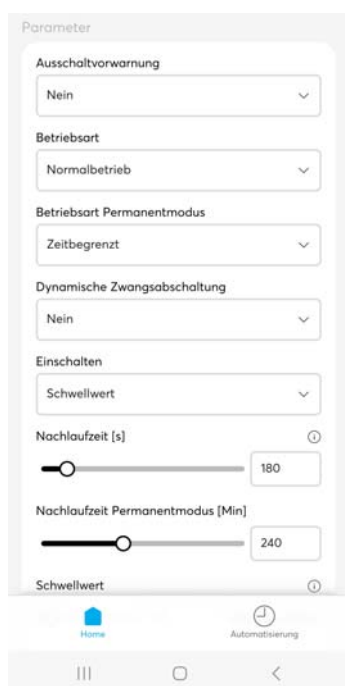 Parameter
Ausschaltvorwarnung
Nein
Betriebsart
Normalbetrieb
Betriebsart Permanentmodus
Zeitbegrenzt
Dynamische Zwangsabschaltung
Nein
Einschalten
Schwellwert
Nachlaufzeit [s]
180
Nachlaufzeit Permanentmodus [Min]
240
Schwellwert
Home
Automatisierung